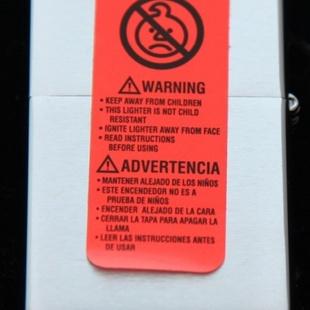 ⚠ WARNING
• KEEP AWAY FROM CHILDREN
• THIS LIGHTER IS NOT CHILD
RESISTANT
• IGNITE LIGHTER AWAY FROM FACE
• READ INSTRUCTIONS
BEFORE USING
⚠ ADVERTENCIA
• MANTENER ALEJADO DE LOS NIÑOS
• ESTE ENCENDEDOR NO ES A
PRUEBA DE NIÑOS
• ENCENDER ALEJADO DE LA CARA
• CERRAR LA TAPA PARA APAGAR LA
LLAMA
• LEER LAS INSTRUCCIONES ANTES
DE USAR